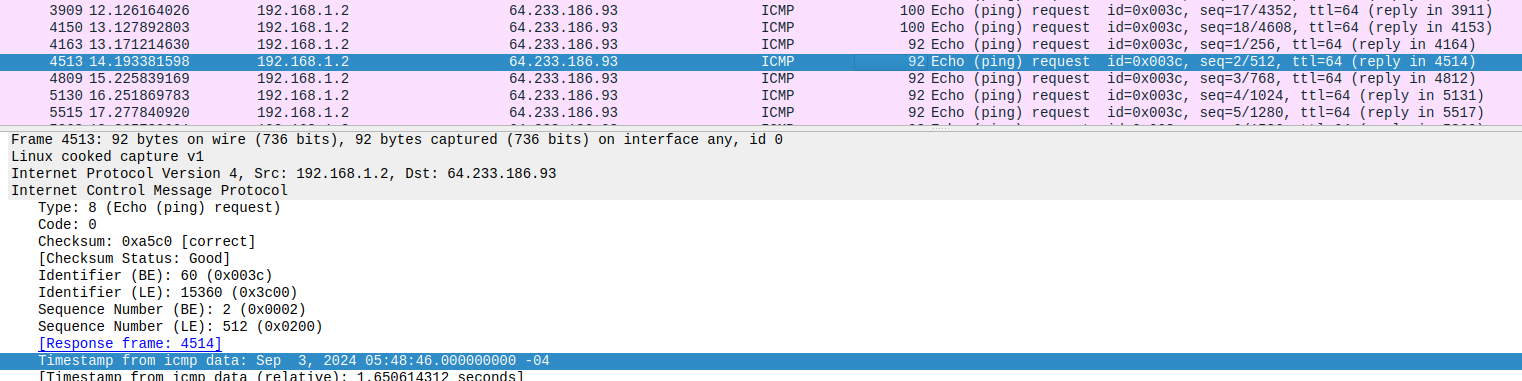 3909 12.126164026 192.168.1.2 64.233.186.93 ICMP 100 Echo (ping) request id=0x003c, seq=17/4352, ttl=64 (reply in 3911)
4150 13.127892803 192.168.1.2 64.233.186.93 ICMP 100 Echo (ping) request id=0x003c, seq=18/4608, ttl=64 (reply in 4153)
4163 13.171214630 192.168.1.2 64.233.186.93 ICMP 92 Echo (ping) request id=0x003c, seq=1/256, ttl=64 (reply in 4164)
4513 14.193381598 192.168.1.2 64.233.186.93 ICMP 92 Echo (ping) request id=0x003c, seq=2/512, ttl=64 (reply in 4514)
4809 15.225839169 192.168.1.2 64.233.186.93 ICMP 92 Echo (ping) request id=0x003c, seq=3/768, ttl=64 (reply in 4812)
5130 16.251869783 192.168.1.2 64.233.186.93 ICMP 92 Echo (ping) request id=0x003c, seq=4/1024, ttl=64 (reply in 5131)
5515 17.277840920 192.168.1.2 64.233.186.93 ICMP 92 Echo (ping) request id=0x003c, seq=5/1280, ttl=64 (reply in 5517)
Frame 4513: 92 bytes on wire (736 bits), 92 bytes captured (736 bits) on interface any, id 0
Linux cooked capture v1
Internet Protocol Version 4, Src: 192.168.1.2, Dst: 64.233.186.93
Internet Control Message Protocol
Type: 8 (Echo (ping) request)
Code: 0
Checksum: 0xa5c0 [correct]
[Checksum Status: Good]
Identifier (BE): 60 (0x003c)
Identifier (LE): 15360 (0x3c00)
Sequence Number (BE): 2 (0x0002)
Sequence Number (LE): 512 (0x0200)
[Response frame: 4514]
Timestamp from icmp data: Sep  3, 2024 05:48:46.000000000 -04
[Timestamp from icmp data (relative): 1.650614312 seconds]